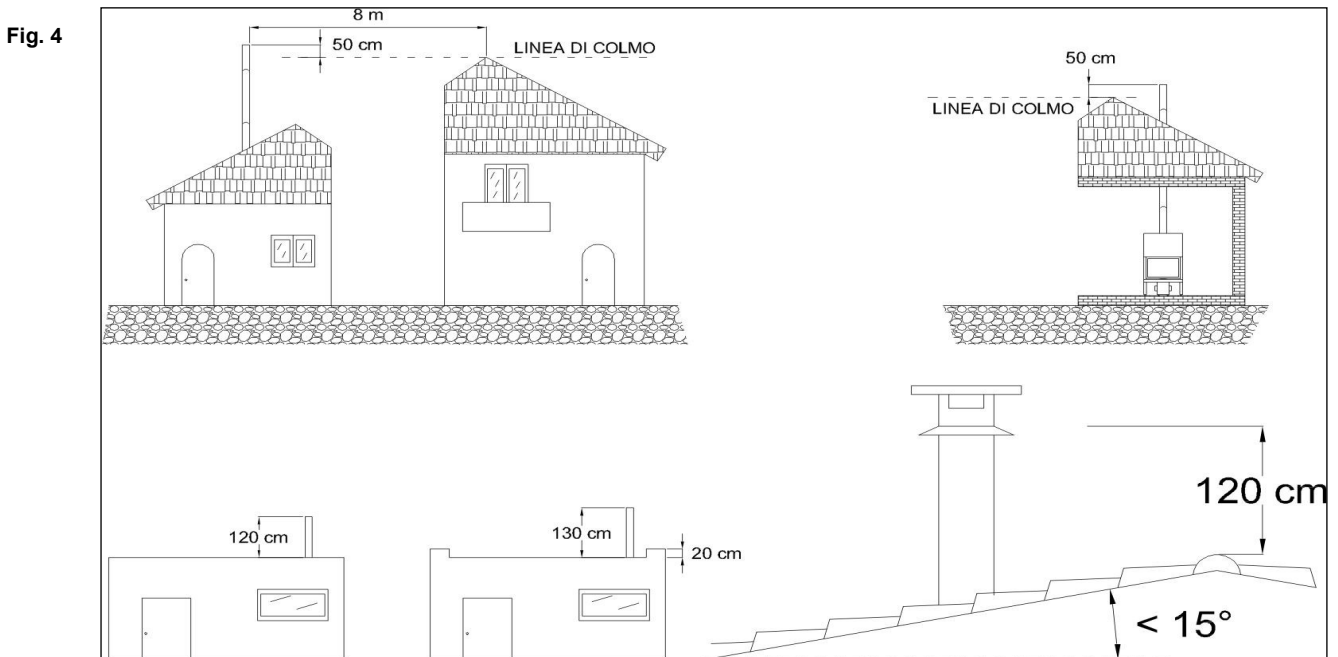 Fig. 4
8 m
50 cm
LINEA DI COLMO
50 cm
LINEA DI COLMO
120 cm
130 cm
20 cm
120 cm
< 15°